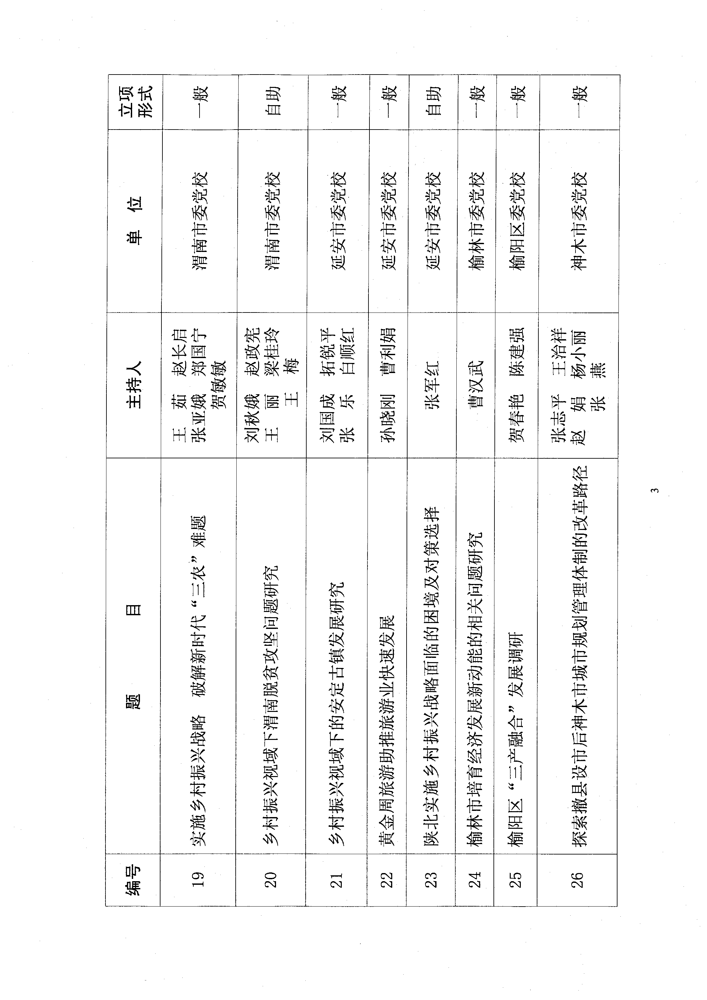 编号 题 目 主持人 单 位 立项
形式
19 实施乡村振兴战略 破解新时代“三农”难题 王 茹 赵长启
张亚娥 郑国宁
贺敏敏 渭南市委党校 一般
20 乡村振兴视域下渭南脱贫攻坚问题研究 刘秋娥 赵政宪
王 丽 梁桂玲
王 梅 渭南市委党校 自助
21 乡村振兴视域下的安定古镇发展研究 刘国成 拓锐平
张 乐 白顺红 延安市委党校 一般
22 黄金周旅游助推旅游业快速发展 孙晓刚 曹利娟 延安市委党校 一般
23 陕北实施乡村振兴战略面临的困境及对策选择 张军红 延安市委党校 自助
24 榆林市培育经济发展新动能的相关问题研究 曹汉武 榆林市委党校 一般
25 榆阳区“三产融合”发展调研 贺春艳 陈建强 榆阳区委党校 一般
26 探索撤县设市后神木市城市规划管理体制的改革路径 张志平 王治祥
赵 娟 杨小丽
张 燕 神木市委党校 一般
3